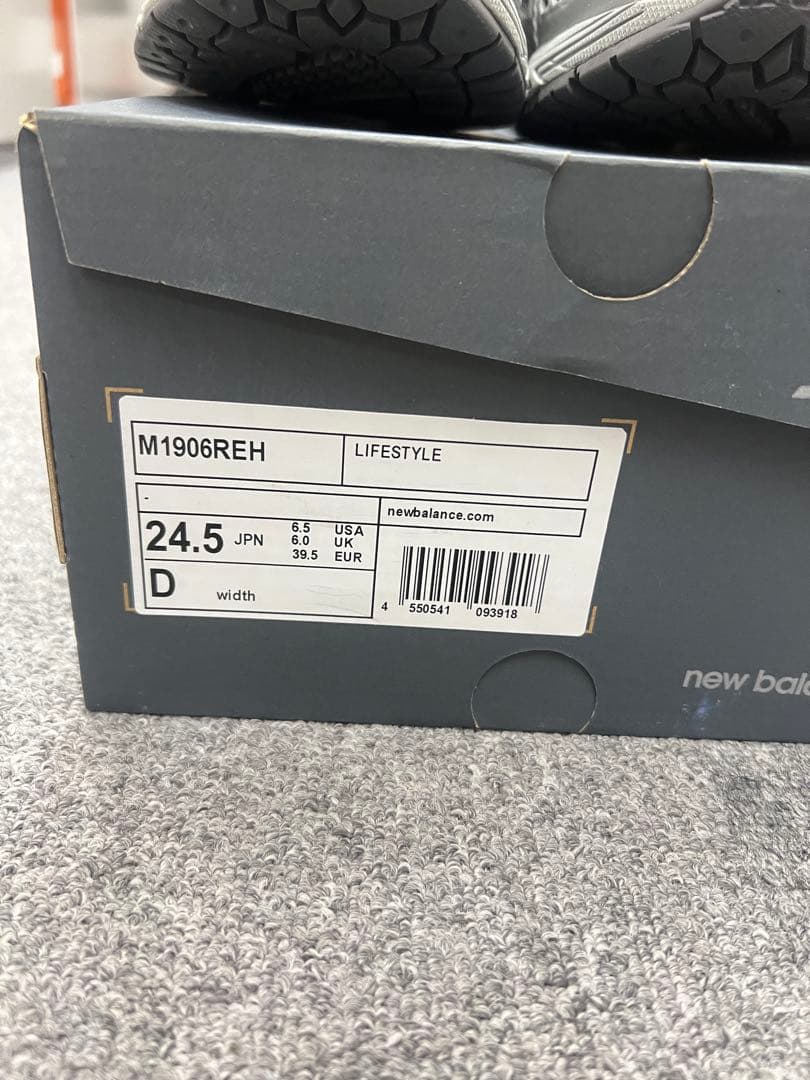 M1906REH
LIFESTYLE
-
newbalance.com
24.5 JPN
6.5 USA
6.0 UK
39.5 EUR
D width
4 550541 093918
new bala